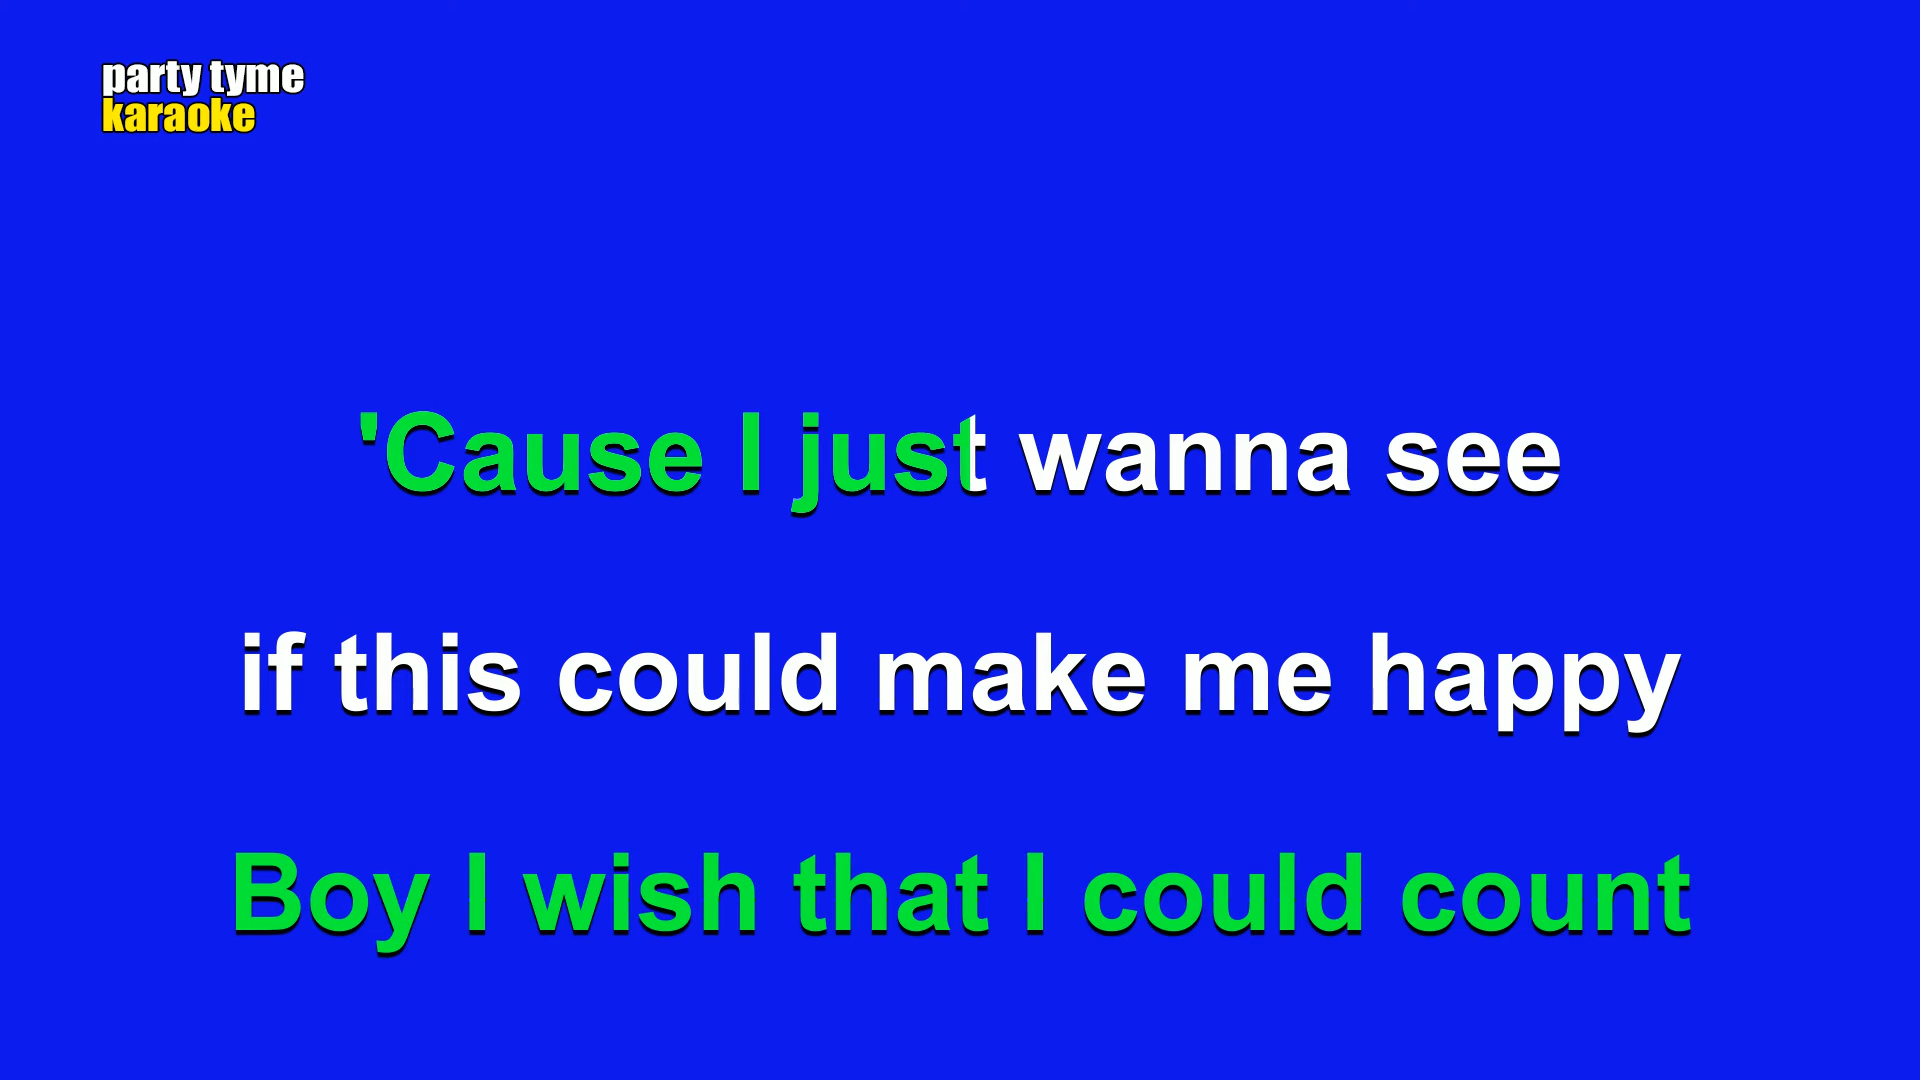 party tyme
karaoke
'Cause I just wanna see
if this could make me happy
Boy I wish that I could count